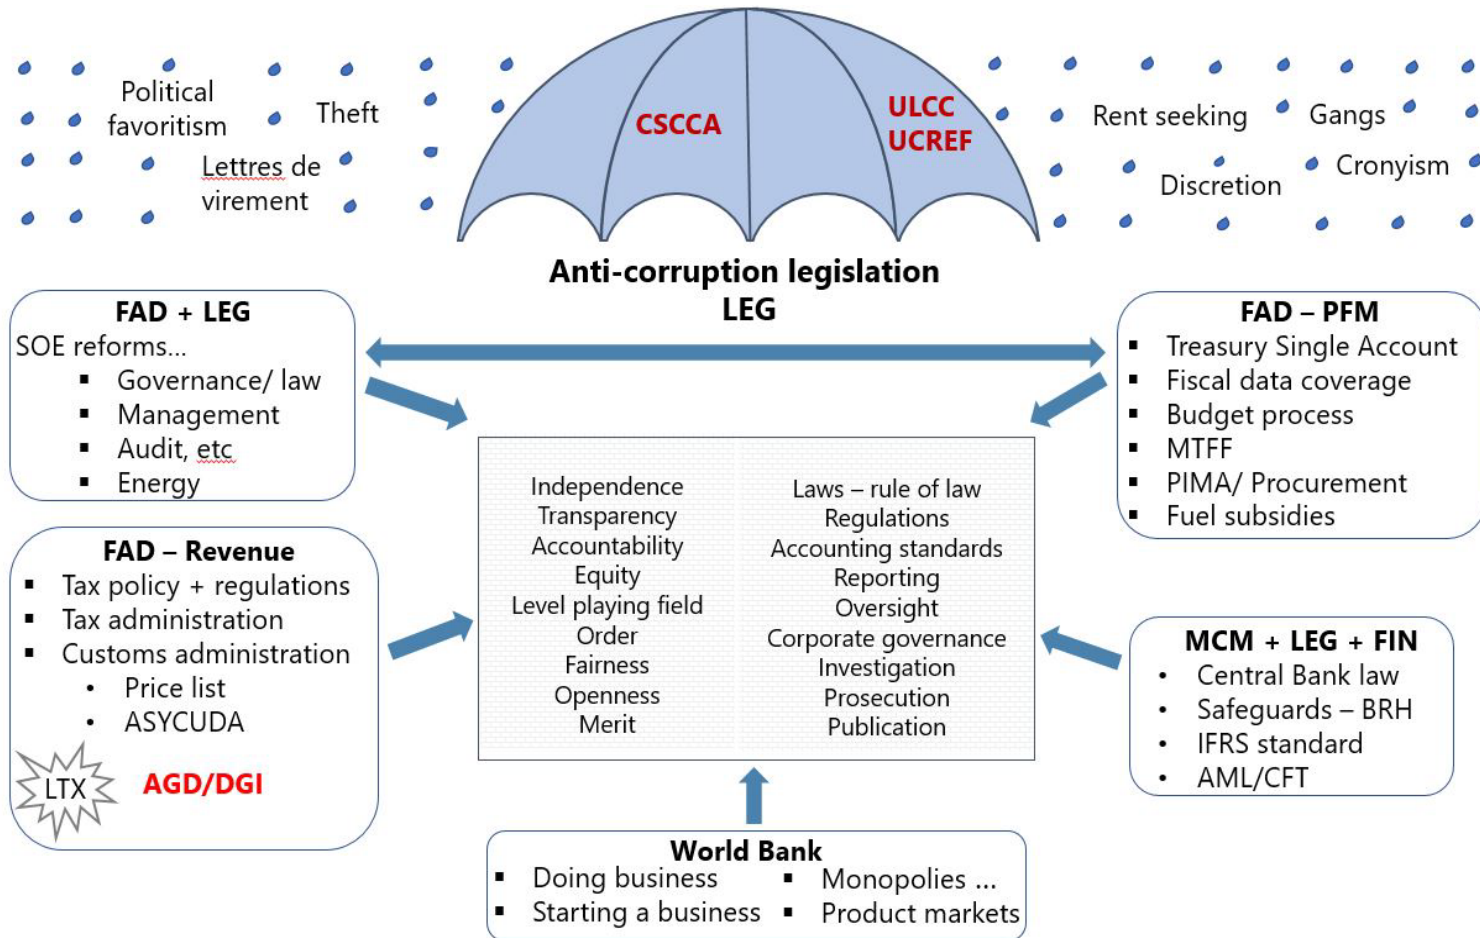 Political
favoritism
Theft
Lettres de
virement
CSCCA
ULCC
UCREF
Rent seeking
Gangs
Discretion
Cronyism
Anti-corruption legislation
LEG
FAD + LEG
SOE reforms...
▪ Governance/ law
▪ Management
▪ Audit, etc
▪ Energy
FAD – PFM
▪ Treasury Single Account
▪ Fiscal data coverage
▪ Budget process
▪ MTFF
▪ PIMA/ Procurement
▪ Fuel subsidies
FAD – Revenue
▪ Tax policy + regulations
▪ Tax administration
▪ Customs administration
• Price list
• ASYCUDA
LTX
AGD/DGI
Independence
Transparency
Accountability
Equity
Level playing field
Order
Fairness
Openness
Merit
Laws – rule of law
Regulations
Accounting standards
Reporting
Oversight
Corporate governance
Investigation
Prosecution
Publication
MCM + LEG + FIN
• Central Bank law
• Safeguards – BRH
• IFRS standard
• AML/CFT
World Bank
▪ Doing business
▪ Starting a business
▪ Monopolies ...
▪ Product markets